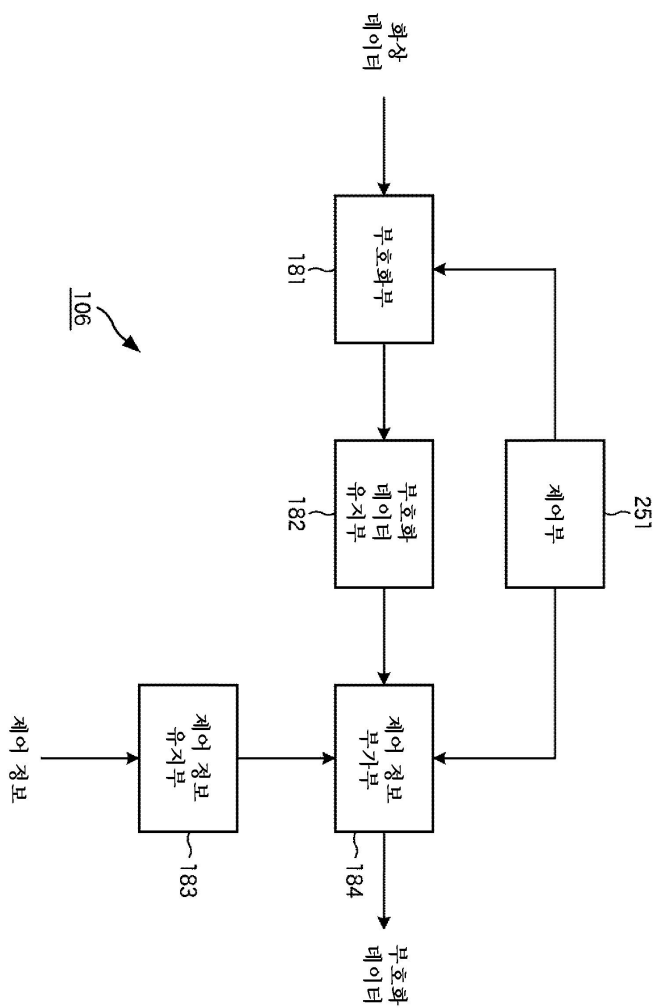 251
제어부
화상
데이터
부호화부
181
부호화
데이터
유지부
182
제어 정보
부가부
184
부호화
데이터
106
제어 정보
유지부
183
제어 정보